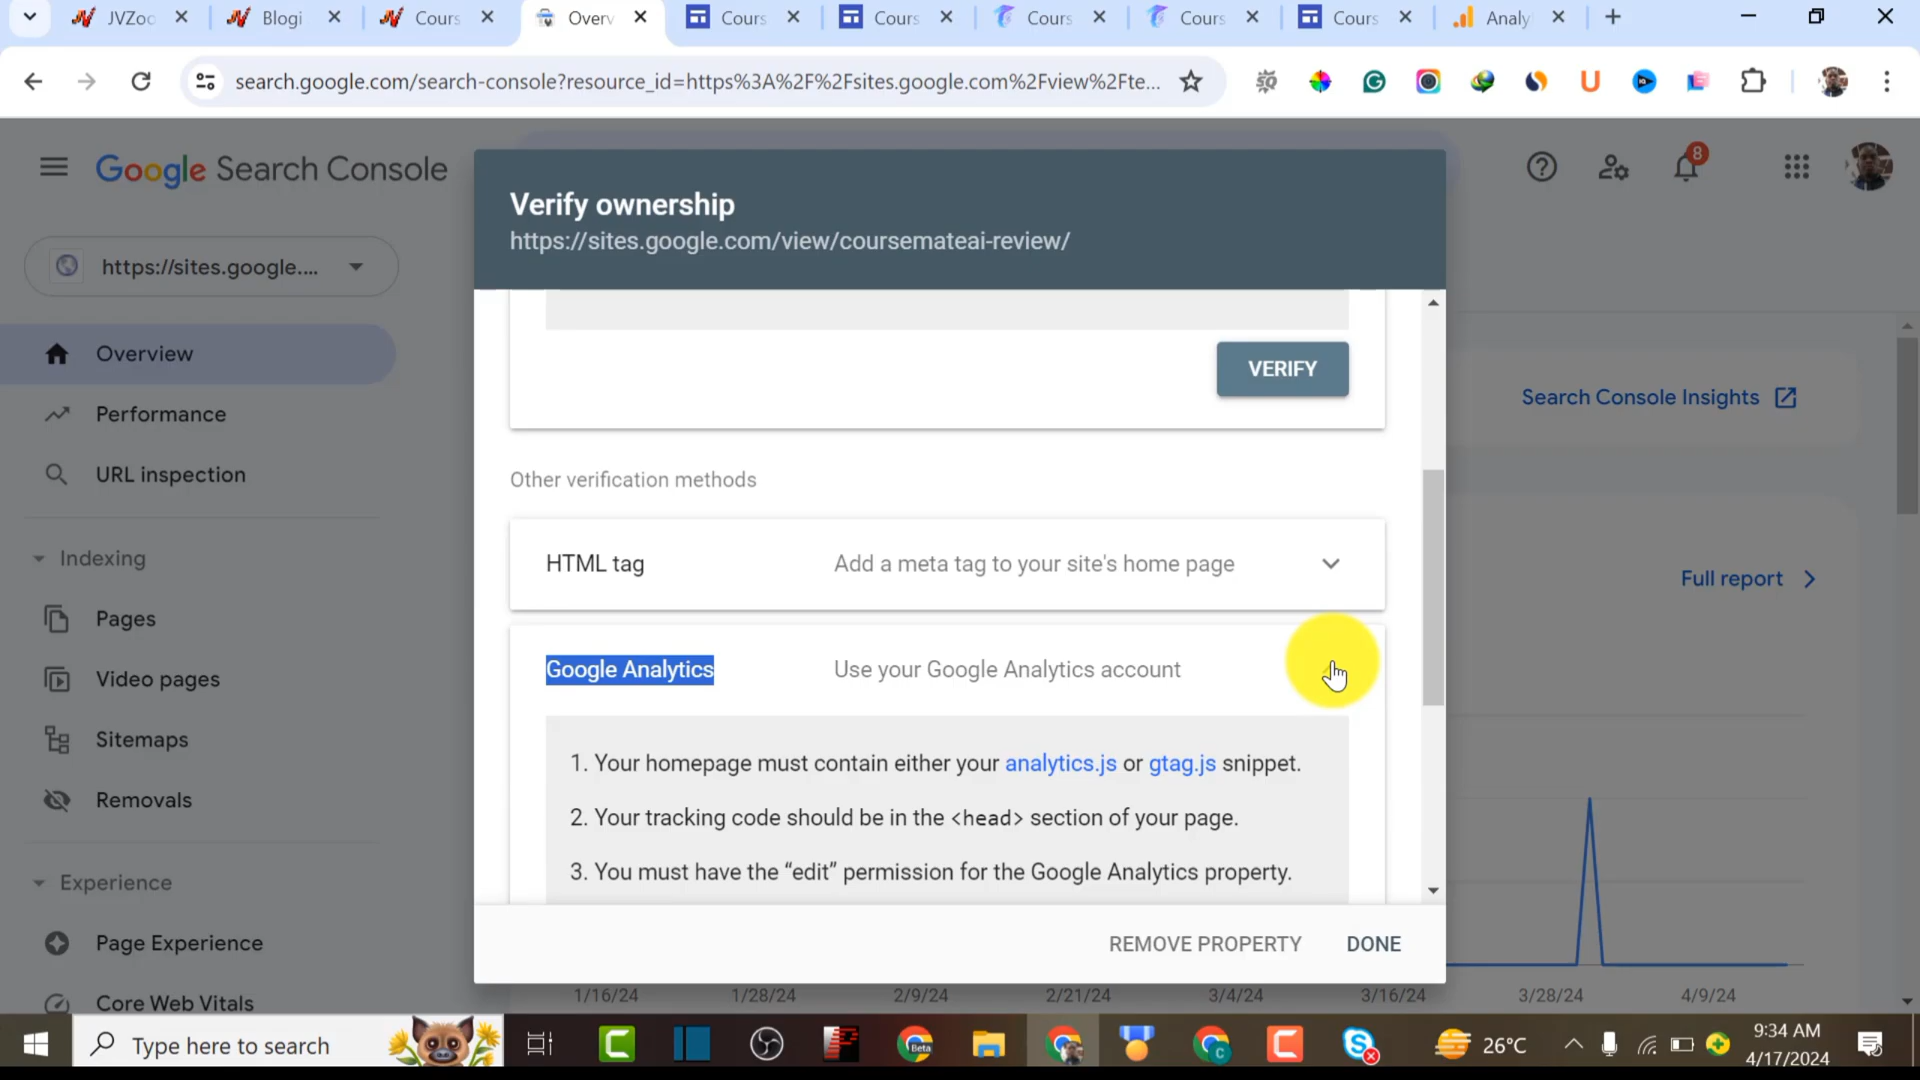 JVZoo
Blogi
Cours
Overv
Cours
Cours
Cours
Cours
Cours
Analy
search.google.com/search-console?resource_id=https%3A%2F%2Fsites.google.com%2Fview%2Fte...
Google Search Console
8
https://sites.google....
Overview
Performance
URL inspection
Indexing
Pages
Video pages
Sitemaps
Removals
Experience
Page Experience
Core Web Vitals
Verify ownership
https://sites.google.com/view/coursemateai-review/
VERIFY
Other verification methods
HTML tag Add a meta tag to your site's home page
Google Analytics Use your Google Analytics account
1. Your homepage must contain either your analytics.js or gtag.js snippet.
2. Your tracking code should be in the <head> section of your page.
3. You must have the “edit” permission for the Google Analytics property.
REMOVE PROPERTY DONE
Search Console Insights
Full report
1/16/24 1/28/24 2/9/24 2/21/24 3/4/24 3/16/24 3/28/24 4/9/24
Type here to search
Beta
26°C
9:34 AM
4/17/2024